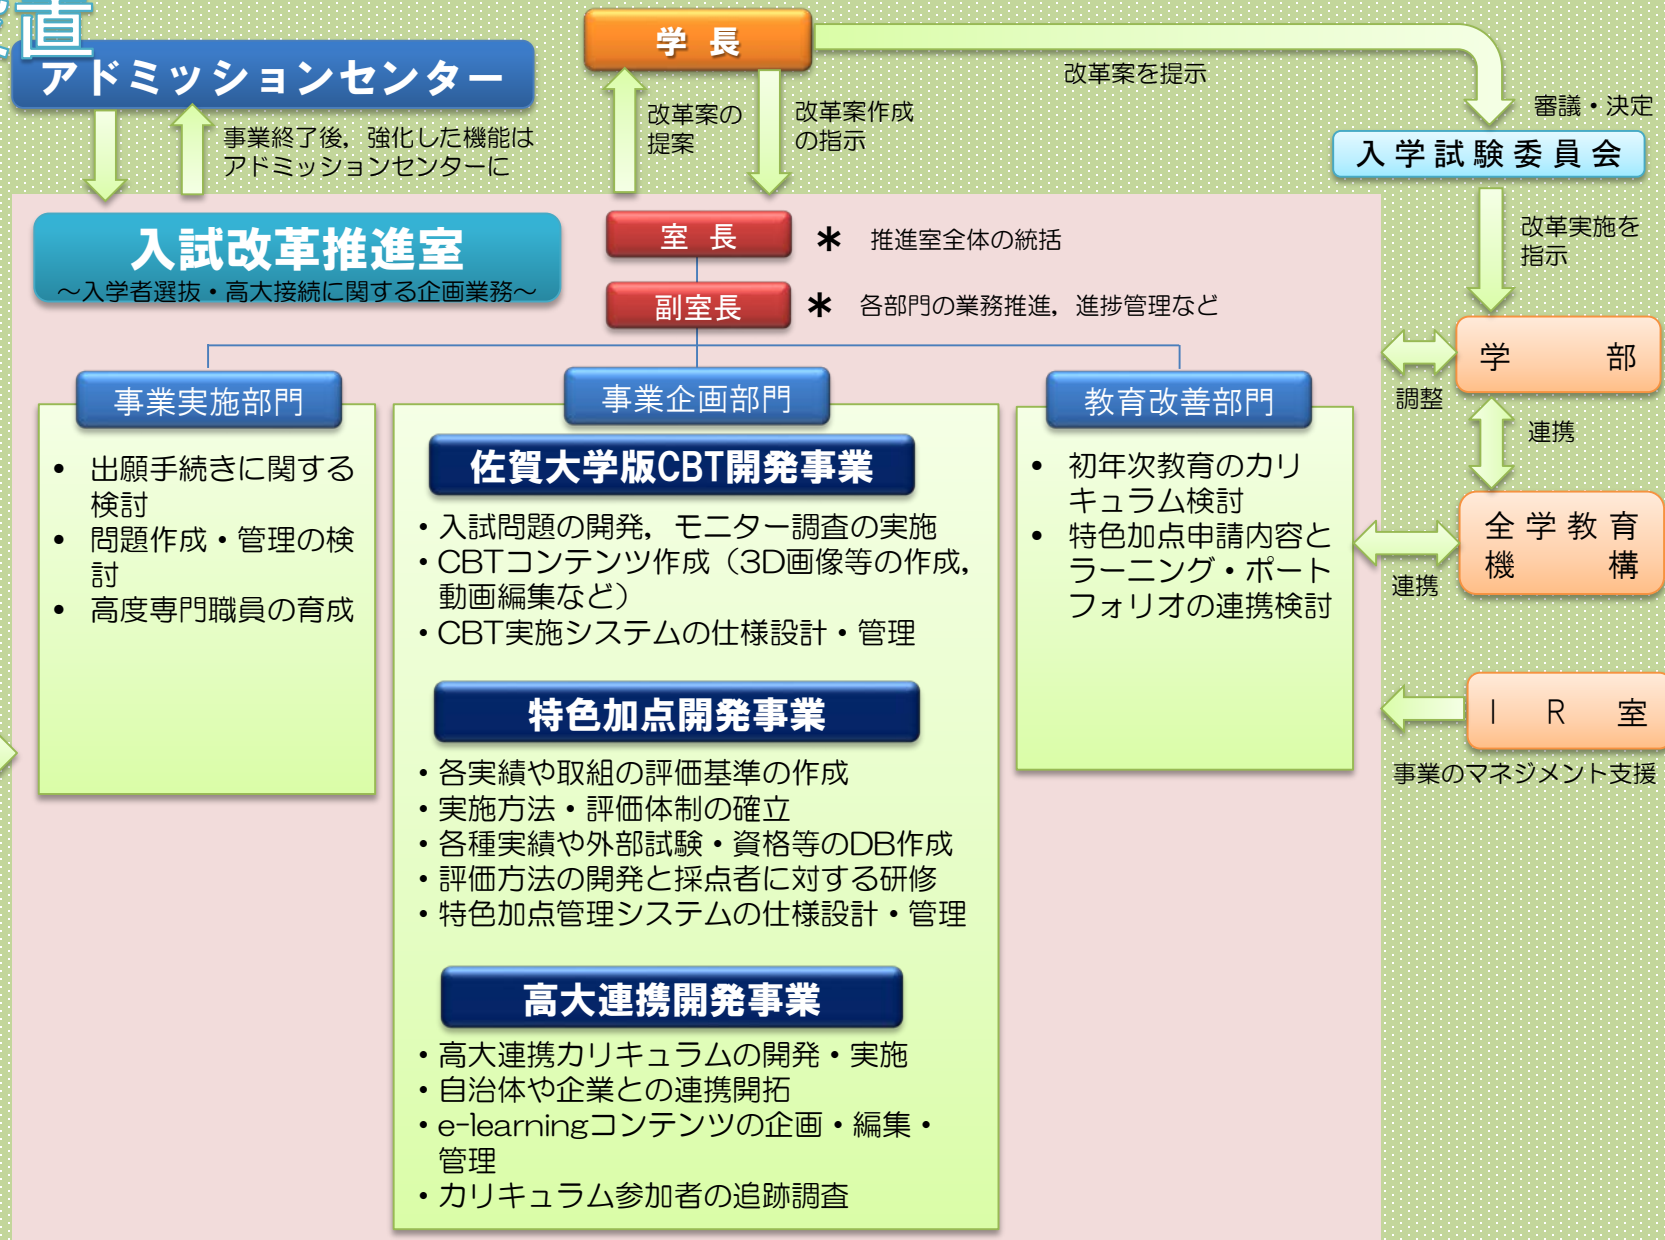 置
アドミッションセンター
事業終了後，強化した機能は
アドミッションセンターに
学 長
改革案の
提案
改革案作成
の指示
改革案を提示
審議・決定
入学試験委員会
改革実施を
指示
入試改革推進室
～入学者選抜・高大接続に関する企画業務～
室 長
＊ 推進室全体の統括
副室長
＊ 各部門の業務推進，進捗管理など
事業実施部門
• 出願手続きに関する
検討
• 問題作成・管理の検
討
• 高度専門職員の育成
事業企画部門
佐賀大学版CBT開発事業
・入試問題の開発，モニター調査の実施
・CBTコンテンツ作成（3D画像等の作成，
動画編集など）
・CBT実施システムの仕様設計・管理
特色加点開発事業
・各実績や取組の評価基準の作成
・実施方法・評価体制の確立
・各種実績や外部試験・資格等のDB作成
・評価方法の開発と採点者に対する研修
・特色加点管理システムの仕様設計・管理
高大連携開発事業
・高大連携カリキュラムの開発・実施
・自治体や企業との連携開拓
・e-learningコンテンツの企画・編集・
管理
・カリキュラム参加者の追跡調査
教育改善部門
• 初年次教育のカリ
キュラム検討
• 特色加点申請内容と
ラーニング・ポート
フォリオの連携検討
学 部
調整
連携
全学教育
機 構
連携
ＩＲ室
事業のマネジメント支援